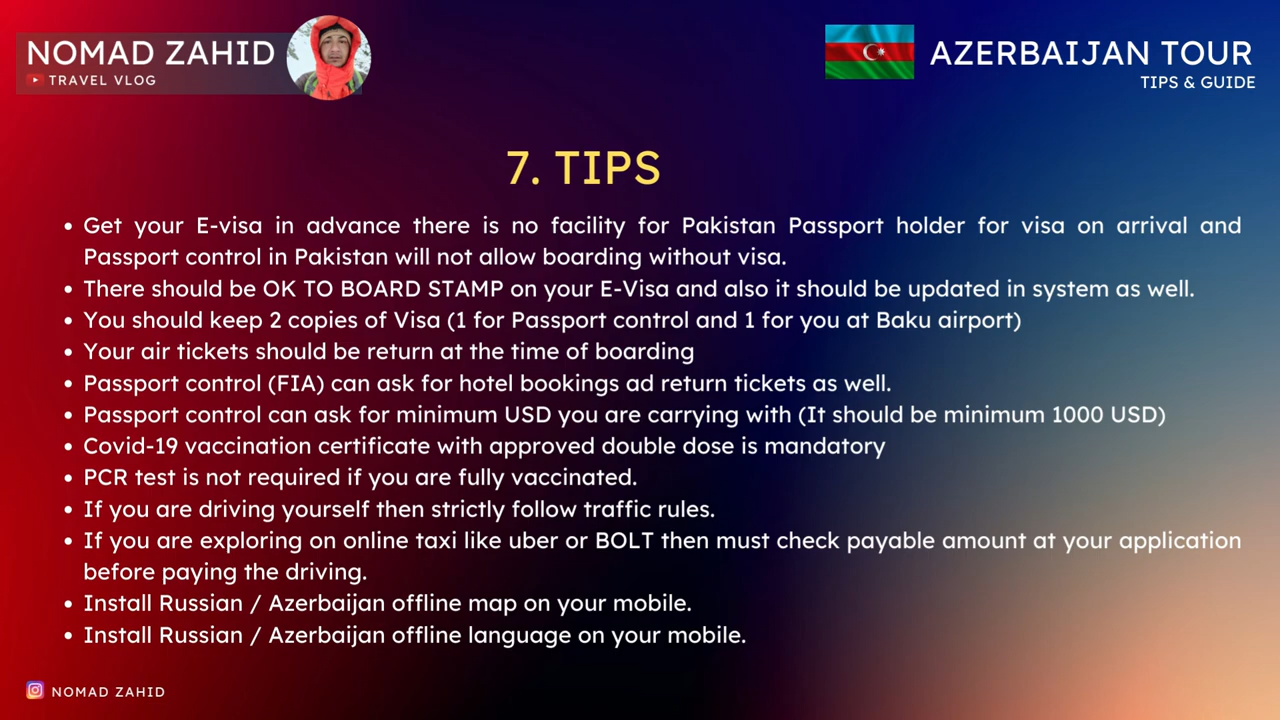 NOMAD ZAHID
TRAVEL VLOG
AZERBAIJAN TOUR
TIPS & GUIDE
7. TIPS
• Get your E-visa in advance there is no facility for Pakistan Passport holder for visa on arrival and
Passport control in Pakistan will not allow boarding without visa.
• There should be OK TO BOARD STAMP on your E-Visa and also it should be updated in system as well.
• You should keep 2 copies of Visa (1 for Passport control and 1 for you at Baku airport)
• Your air tickets should be return at the time of boarding
• Passport control (FIA) can ask for hotel bookings ad return tickets as well.
• Passport control can ask for minimum USD you are carrying with (It should be minimum 1000 USD)
• Covid-19 vaccination certificate with approved double dose is mandatory
• PCR test is not required if you are fully vaccinated.
• If you are driving yourself then strictly follow traffic rules.
• If you are exploring on online taxi like uber or BOLT then must check payable amount at your application
before paying the driving.
• Install Russian / Azerbaijan offline map on your mobile.
• Install Russian / Azerbaijan offline language on your mobile.
NOMAD ZAHID